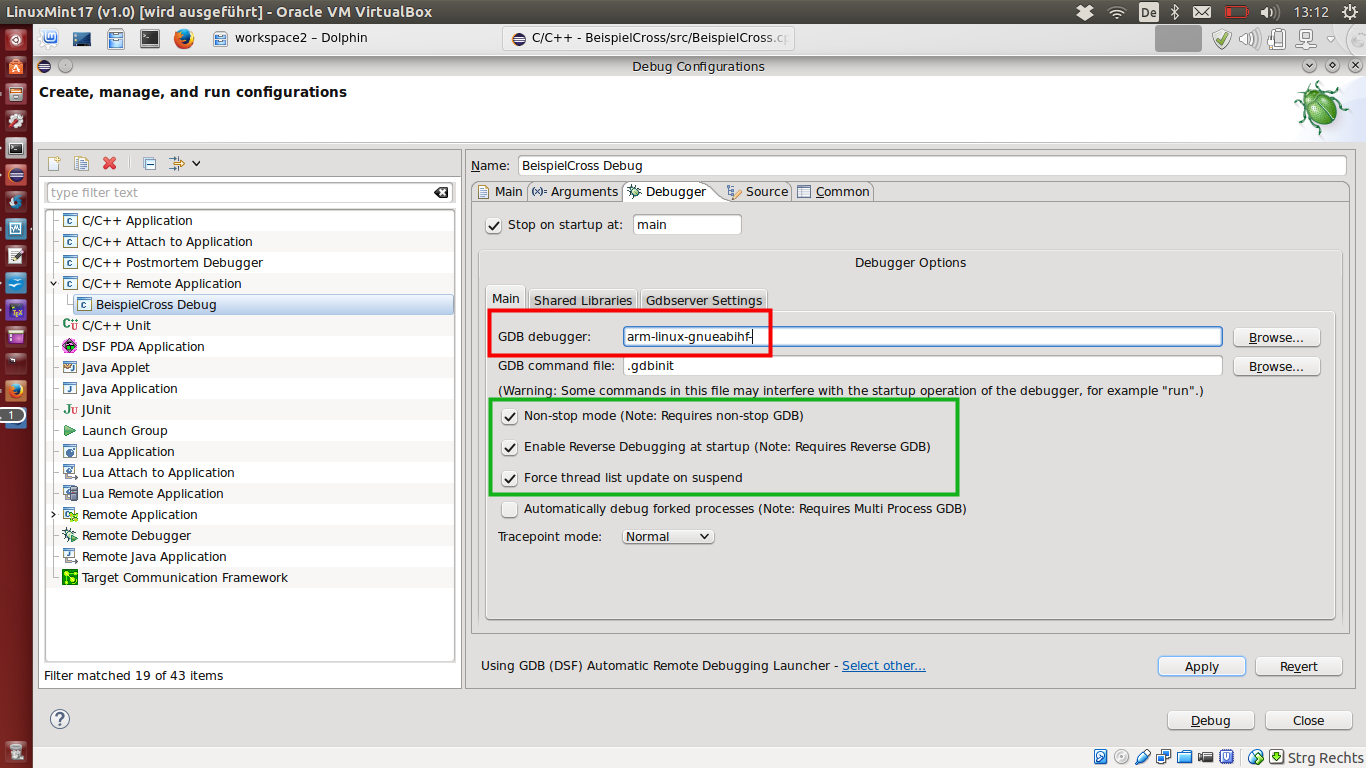 LinuxMint17 (v1.0) [wird ausgeführt] - Oracle VM VirtualBox
De
13:12
workspace2 – Dolphin
C/C++ - BeispielCross/src/BeispielCross.cp
Debug Configurations
Create, manage, and run configurations
type filter text
C/C++ Application
C/C++ Attach to Application
C/C++ Postmortem Debugger
C/C++ Remote Application
BeispielCross Debug
C/C++ Unit
DSF PDA Application
Java Applet
Java Application
JUnit
Launch Group
Lua Application
Lua Attach to Application
Lua Remote Application
Remote Application
Remote Debugger
Remote Java Application
Target Communication Framework
Filter matched 19 of 43 items
Name: BeispielCross Debug
Main
Arguments
Debugger
Source
Common
Stop on startup at: main
Debugger Options
Main
Shared Libraries
Gdbserver Settings
GDB debugger: arm-linux-gnueabihf-
Browse...
GDB command file: .gdbinit
Browse...
(Warning: Some commands in this file may interfere with the startup operation of the debugger, for example "run".)
Non-stop mode (Note: Requires non-stop GDB)
Enable Reverse Debugging at startup (Note: Requires Reverse GDB)
Force thread list update on suspend
Automatically debug forked processes (Note: Requires Multi Process GDB)
Tracepoint mode: Normal
Using GDB (DSF) Automatic Remote Debugging Launcher - Select other...
Apply
Revert
Debug
Close
1
Strg Rechts